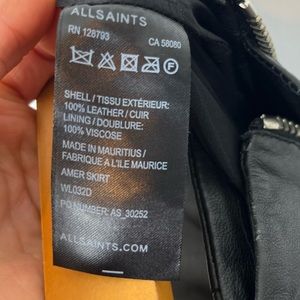 ALLSAINTS
RN 128793 CA 58080
F
SHELL / TISSU EXTÉRIEUR:
100% LEATHER / CUIR
LINING / DOUBLURE:
100% VISCOSE
MADE IN MAURITIUS /
FABRIQUE A L'ILE MAURICE
AMER SKIRT
WL032D
PO NUMBER: AS_30252
ALLSAINTS.COM